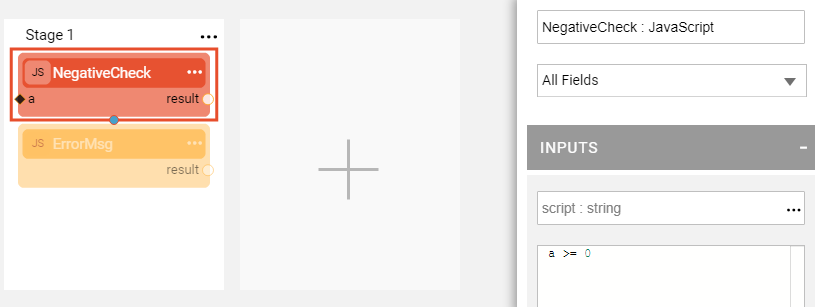 Stage 1
JS NegativeCheck
a result
JS ErrorMsg
result
NegativeCheck : JavaScript
All Fields
INPUTS
script : string
a >= 0